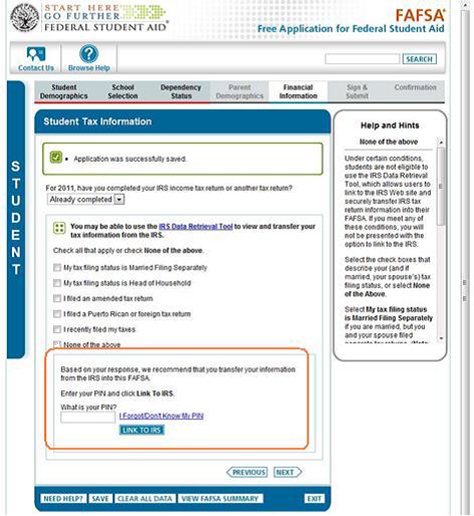 START HERE
GO FURTHER
FEDERAL STUDENT AID®
FAFSA®
Free Application for Federal Student Aid
Contact Us
Browse Help
SEARCH
Student Demographics
School Selection
Dependency Status
Parent Demographics
Financial Information
Sign & Submit
Confirmation
STUDENT
Student Tax Information
Application was successfully saved.
For 2011, have you completed your IRS income tax return or another tax return?
Already completed
You may be able to use the IRS Data Retrieval Tool to view and transfer your
tax information from the IRS.
Check all that apply or check None of the above.
My tax filing status is Married Filing Separately
My tax filing status is Head of Household
I filed an amended tax return
I filed a Puerto Rican or foreign tax return
I recently filed my taxes
None of the above
Based on your response, we recommend that you transfer your information
from the IRS into this FAFSA.
Enter your PIN and click Link To IRS.
What is your PIN?
I Forgot/Don't Know My PIN
LINK TO IRS
PREVIOUS
NEXT
NEED HELP?
SAVE
CLEAR ALL DATA
VIEW FAFSA SUMMARY
EXIT
Help and Hints
None of the above
Under certain conditions,
students are not eligible to
use the IRS Data Retrieval
Tool, which allows users to
link to the IRS Web site and
securely transfer IRS tax
return information into their
FAFSA. If you meet any of
these conditions, you will
not be presented with the
option to link to the IRS.
Select the check boxes that
describe your (and if
married, your spouse's) tax
filing status, or select None
of the Above.
Select My tax filing status
is Married Filing Separately
if you are married, but you
and your spouse filed